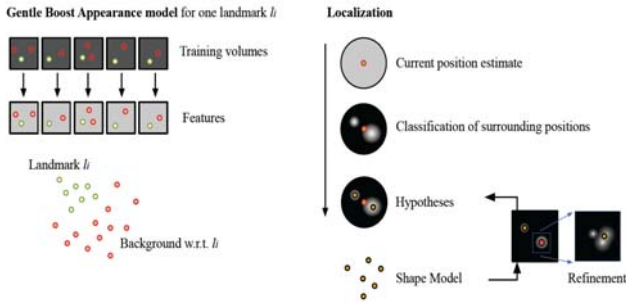 Gentle Boost Appearance model for one landmark li
Training volumes
Features
Landmark li
Background w.r.t. li
Localization
Current position estimate
Classification of surrounding positions
Hypotheses
Shape Model
Refinement